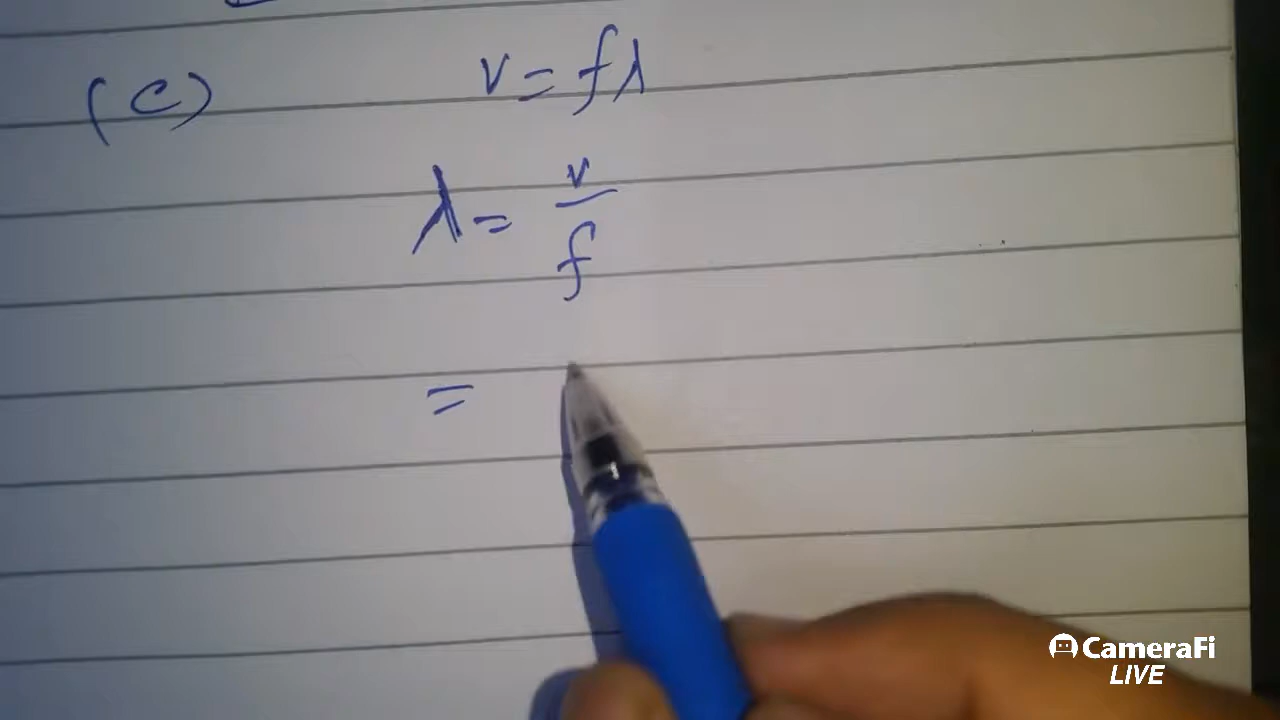 (C) v = fλ
λ = v/f
=
CameraFi
LIVE